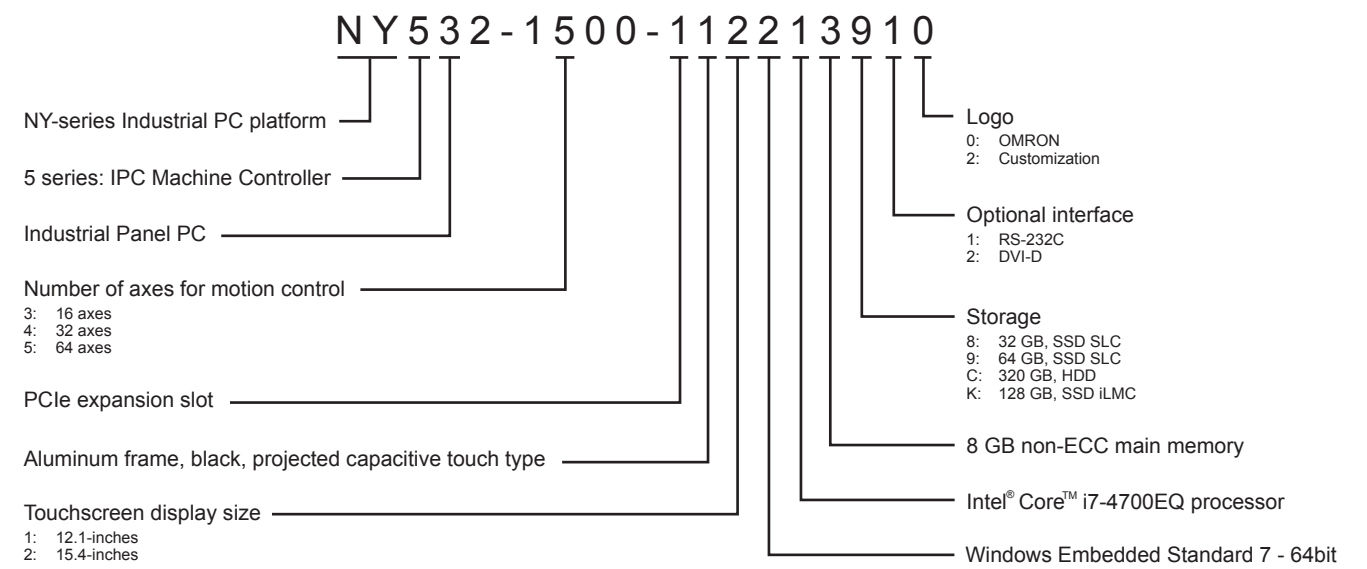 NY532-1500-112213910
NY-series Industrial PC platform
5 series: IPC Machine Controller
Industrial Panel PC
Number of axes for motion control
3: 16 axes
4: 32 axes
5: 64 axes
PCIe expansion slot
Aluminum frame, black, projected capacitive touch type
Touchscreen display size
1: 12.1-inches
2: 15.4-inches
Logo
0: OMRON
2: Customization
Optional interface
1: RS-232C
2: DVI-D
Storage
8: 32 GB, SSD SLC
9: 64 GB, SSD SLC
C: 320 GB, HDD
K: 128 GB, SSD iLMC
8 GB non-ECC main memory
Intel® Core™ i7-4700EQ processor
Windows Embedded Standard 7 - 64bit